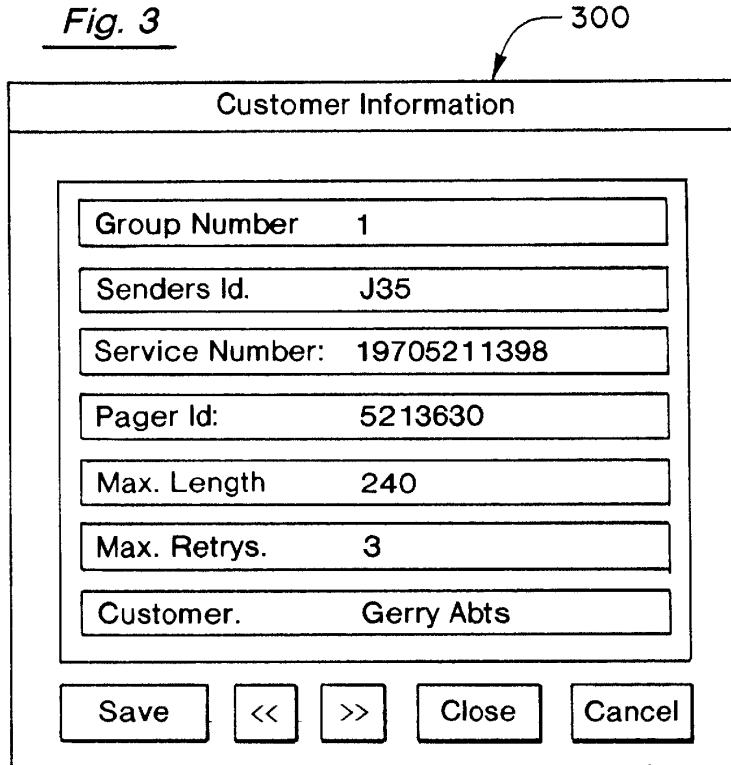 Fig. 3
300
Customer Information
Group Number 1
Senders Id. J35
Service Number: 19705211398
Pager Id: 5213630
Max. Length 240
Max. Retrys. 3
Customer. Gerry Abts
Save << >> Close Cancel